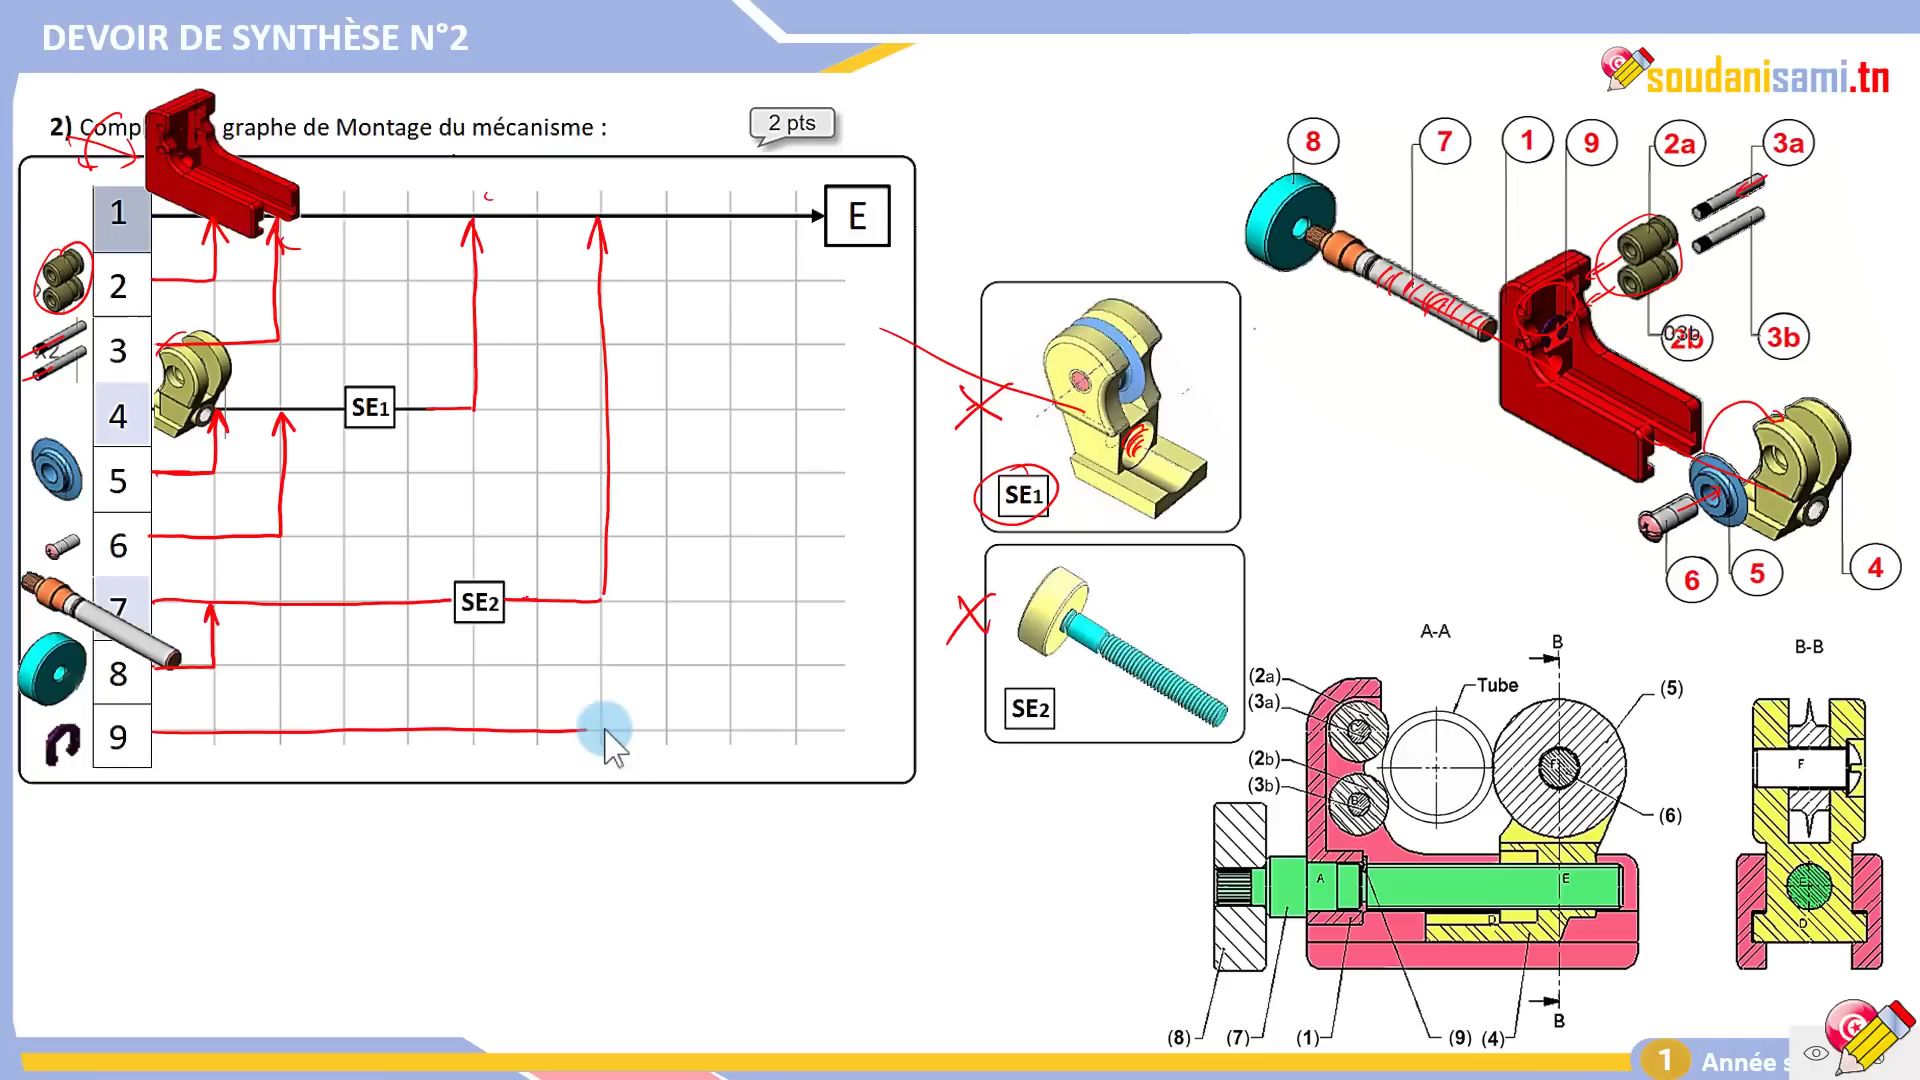 DEVOIR DE SYNTHÈSE N°2
soudanisami.tn
2) Comp graphe de Montage du mécanisme :
2 pts
1
2
3
4
5
6
7
8
9
x2
SE1
SE2
E
SE1
SE2
8
7
1
9
2a
3a
2b
3b
6
5
4
A-A
B
B-B
(2a)
(3a)
Tube
(5)
(2b)
(3b)
(6)
F
A
E
D
B
(8)
(7)
(1)
(9)
(4)
F
E
D
1
Année s